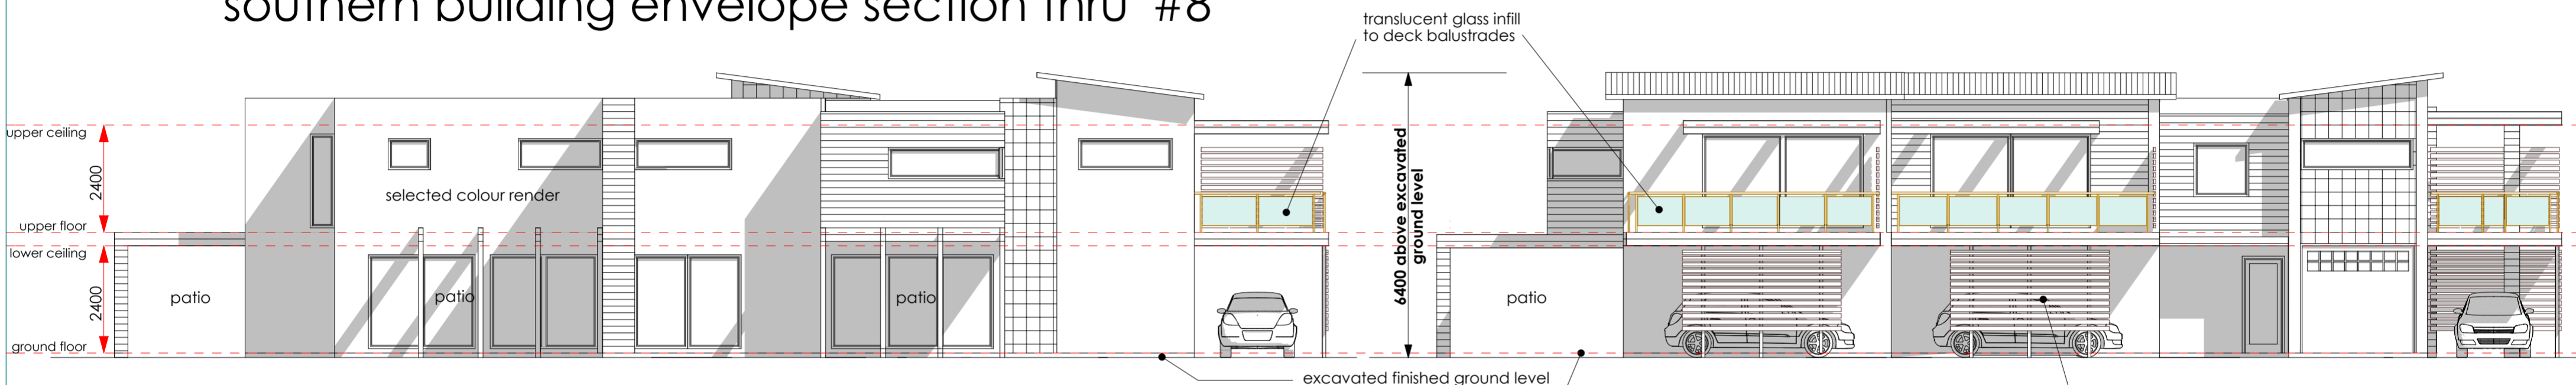 southern building envelope section thru #8
translucent glass infill
to deck balustrades
upper ceiling
2400
selected colour render
upper floor
lower ceiling
2400
patio
patio
patio
ground floor
6400 above excavated
ground level
patio
excavated finished ground level